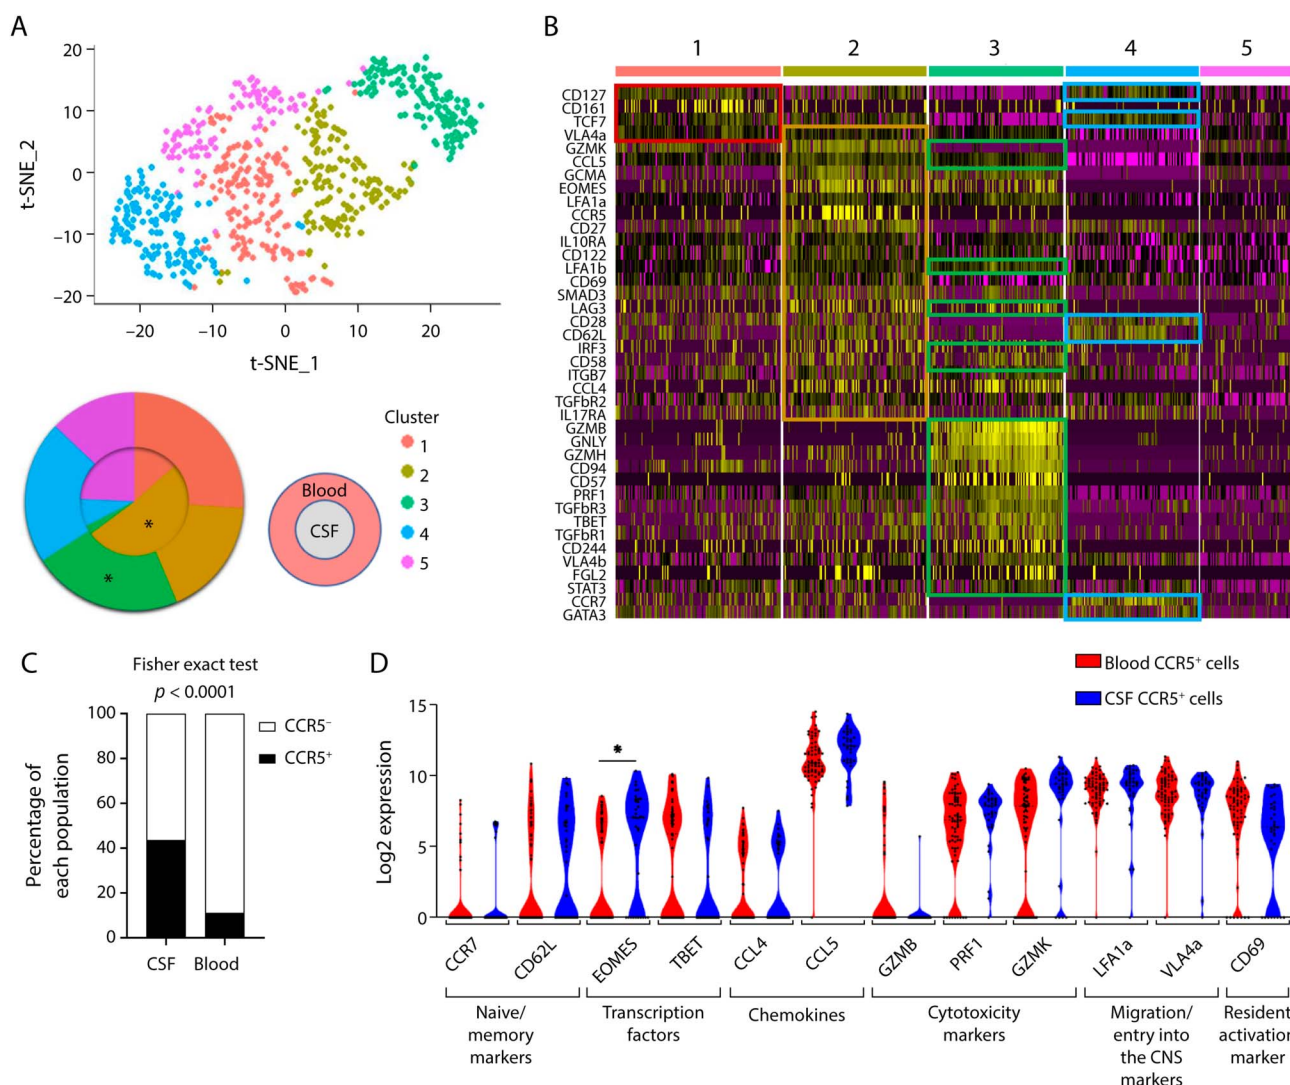 A
t-SNE_2
20
10
0
−10
−20
−20
−10
0
10
20
t-SNE_1
*
*
Blood
CSF
Cluster
1
2
3
4
5
B
1
2
3
4
5
CD127
CD161
TCF7
VLA4a
GZMK
CCL5
GCMA
EOMES
LFA1a
CCR5
CD27
IL10RA
CD122
LFA1b
CD69
SMAD3
LAG3
CD28
CD62L
IRF3
CD58
ITGB7
CCL4
TGFbR2
IL17RA
GZMB
GNLY
GZMH
CD94
CD57
PRF1
TGFbR3
TBET
TGFbR1
CD244
VLA4b
FGL2
STAT3
CCR7
GATA3
C
Fisher exact test
p < 0.0001
CCR5−
CCR5+
Percentage of
each population
100
80
60
40
20
0
CSF
Blood
D
Blood CCR5+ cells
CSF CCR5+ cells
Log2 expression
15
10
5
0
*
CCR7
CD62L
EOMES
TBET
CCL4
CCL5
GZMB
PRF1
GZMK
LFA1a
VLA4a
CD69
Naive/
memory
markers
Transcription
factors
Chemokines
Cytotoxicity
markers
Migration/
entry into
the CNS
markers
Resident
activation
marker